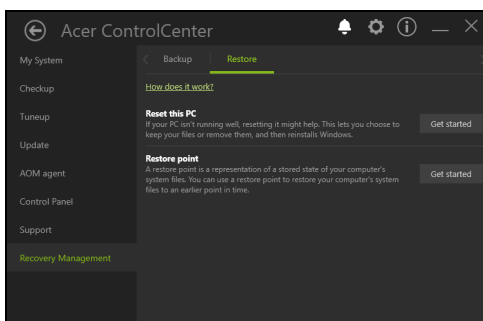 Acer ControlCenter
My System
Checkup
Tuneup
Update
AOM agent
Control Panel
Support
Recovery Management
Backup
Restore
How does it work?
Reset this PC
If your PC isn't running well, resetting it might help. This lets you choose to
keep your files or remove them, and then reinstalls Windows.
Get started
Restore point
A restore point is a representation of a stored state of your computer's
system files. You can use a restore point to restore your computer's system
files to an earlier point in time.
Get started